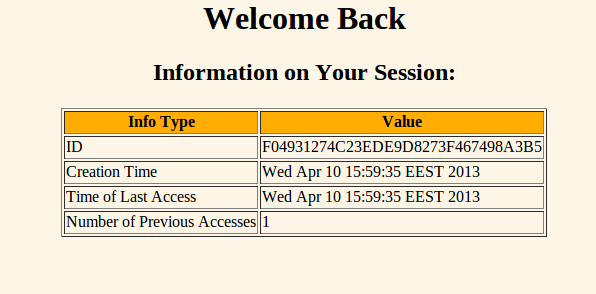 Welcome Back
Information on Your Session:
Info Type Value
ID F04931274C23EDE9D8273F467498A3B5
Creation Time Wed Apr 10 15:59:35 EEST 2013
Time of Last Access Wed Apr 10 15:59:35 EEST 2013
Number of Previous Accesses 1